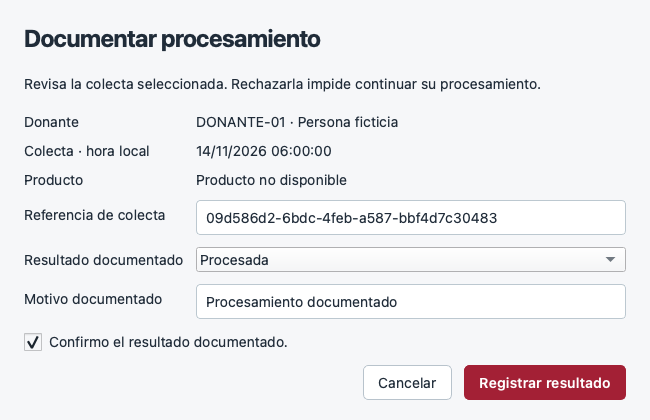 Documentar procesamiento
Revisa la colecta seleccionada. Rechazarla impide continuar su procesamiento.
Donante DONANTE-01 · Persona ficticia
Colecta · hora local 14/11/2026 06:00:00
Producto Producto no disponible
Referencia de colecta 09d586d2-6bdc-4feb-a587-bbf4d7c30483
Resultado documentado Procesada
Motivo documentado Procesamiento documentado
Confirmo el resultado documentado.
Cancelar Registrar resultado